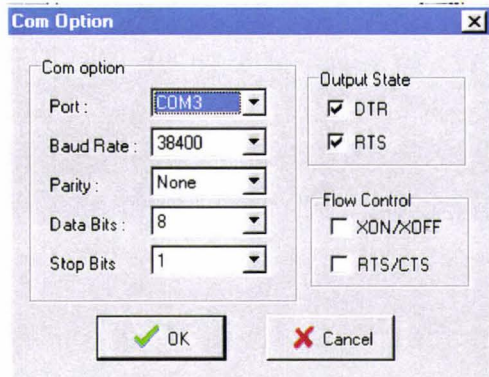 Com Option
Com option
Port :
COM3
Baud Rate :
38400
Parity :
None
Data Bits :
8
Stop Bits
1
Output State
DTR
RTS
Flow Control
XON/XOFF
RTS/CTS
OK
Cancel